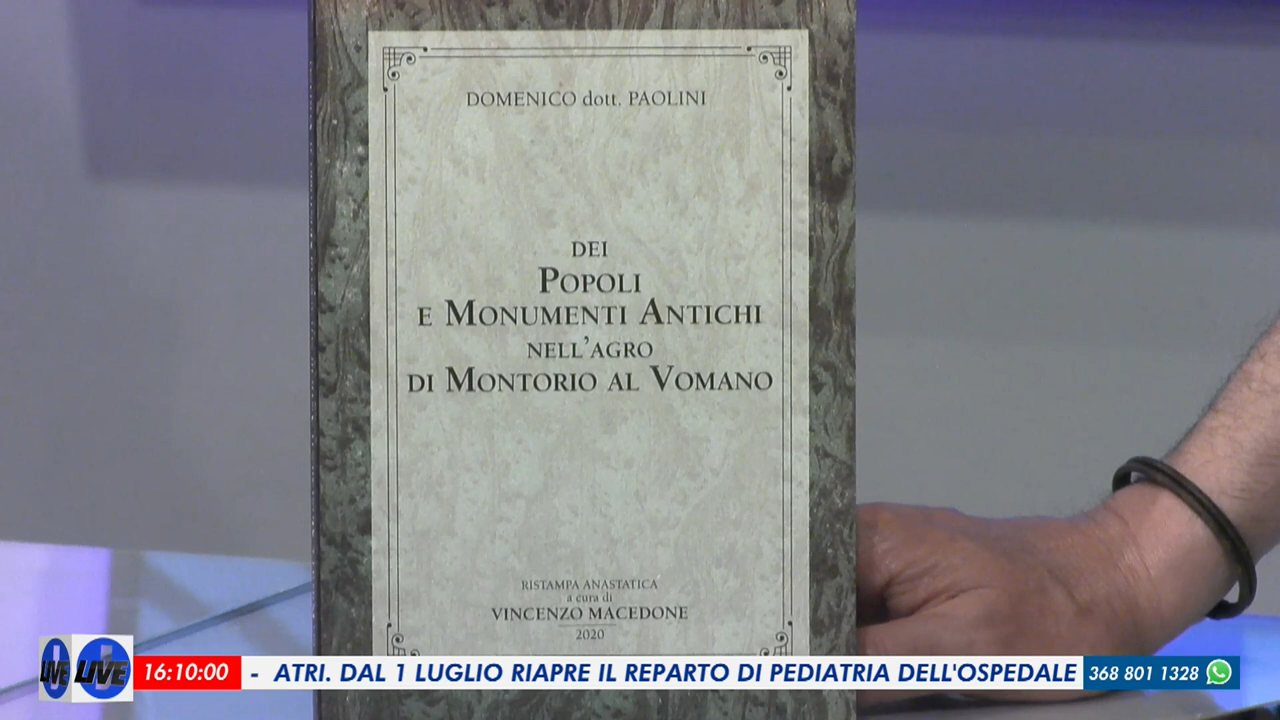 DOMENICO dott. PAOLINI
DEI
POPOLI
E MONUMENTI ANTICHI
NELL'AGRO
DI MONTORIO AL VOMANO
RISTAMPA ANASTATICA
a cura di
VINCENZO MACEDONE
2020
LIVE LIVE 16:10:00 - ATRI. DAL 1 LUGLIO RIAPRE IL REPARTO DI PEDIATRIA DELL'OSPEDALE 368 801 1328